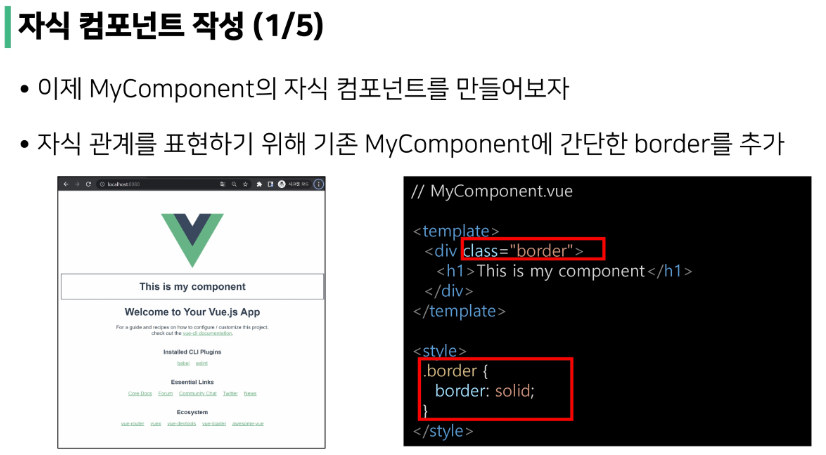 자식 컴포넌트 작성 (1/5)
• 이제 MyComponent의 자식 컴포넌트를 만들어보자
• 자식 관계를 표현하기 위해 기존 MyComponent에 간단한 border를 추가
localhost:8080
This is my component
Welcome to Your Vue.js App
For a guide and recipes on how to configure / customize this project,
check out the vue-cli documentation.
Installed CLI Plugins
babel eslint
Essential Links
Core Docs Forum Community Chat Twitter News
Ecosystem
vue-router vuex vue-devtools vue-loader awesome-vue
// MyComponent.vue
<template>
<div class="border">
<h1>This is my component</h1>
</div>
</template>
<style>
.border {
border: solid;
}
</style>